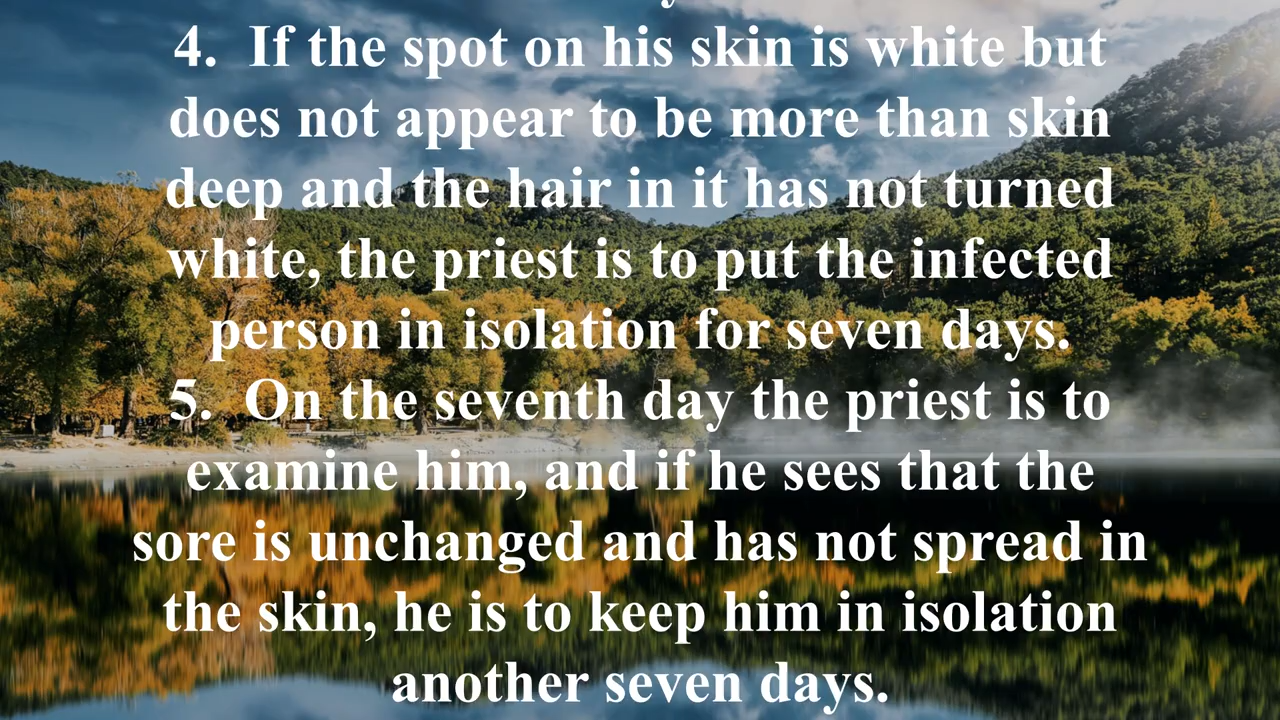 4. If the spot on his skin is white but
does not appear to be more than skin
deep and the hair in it has not turned
white, the priest is to put the infected
person in isolation for seven days.
5. On the seventh day the priest is to
examine him, and if he sees that the
sore is unchanged and has not spread in
the skin, he is to keep him in isolation
another seven days.